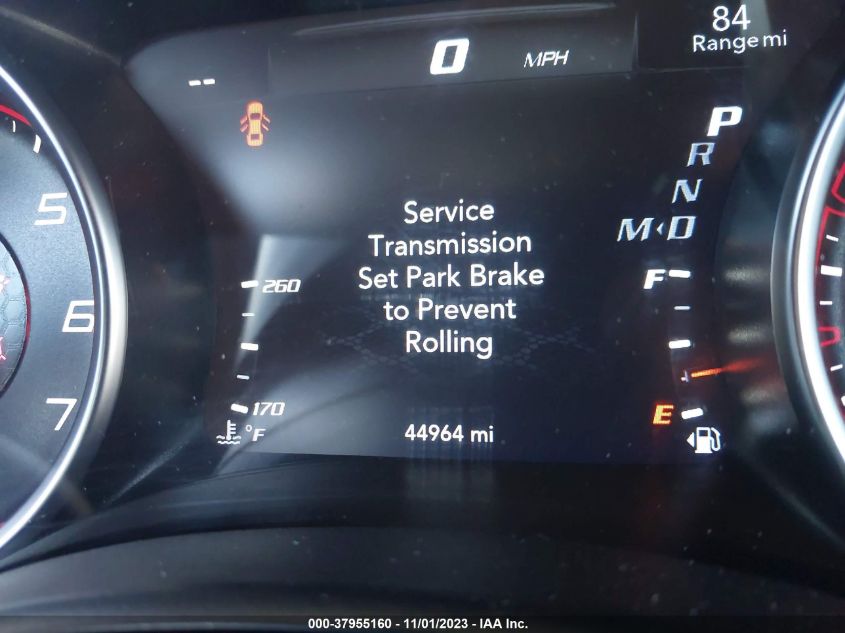 84
Range mi
0 MPH
--
P
R
N
M◂D
5
6
7
Service
Transmission
Set Park Brake
to Prevent
Rolling
260
170
°F
F
E
44964 mi
000-37955160 - 11/01/2023 - IAA Inc.